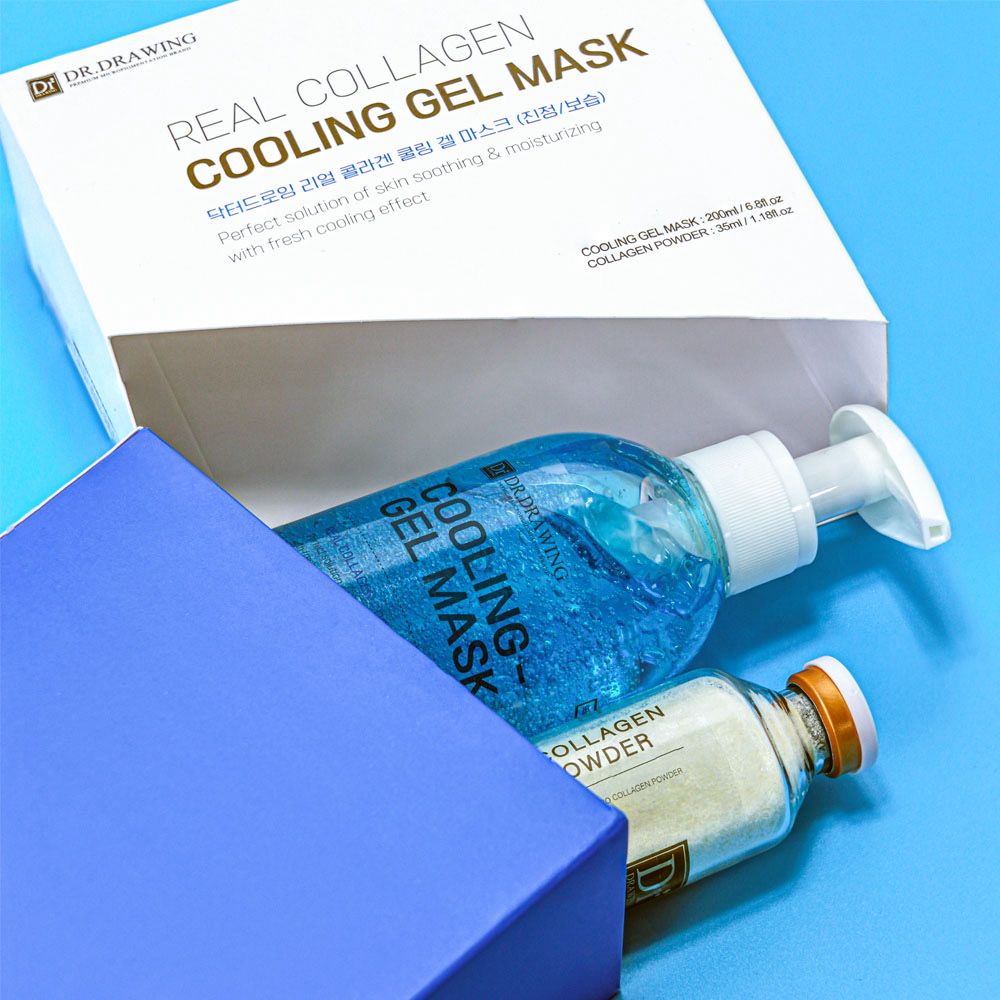 Df
DR.DRAWING
PREMIUM MICROPIGMENTATION BRAND
REAL COLLAGEN
COOLING GEL MASK
닥터드로잉 리얼 콜라겐 쿨링 겔 마스크 (진정/보습)
Perfect solution of skin soothing & moisturizing
with fresh cooling effect
COOLING GEL MASK : 200ml / 6.8fl.oz
COLLAGEN POWDER : 35ml / 1.18fl.oz
Df
DR.DRAWING
COOLING
GEL MASK
OLLAGEN
OWDER
COLLAGEN POWDER
Df